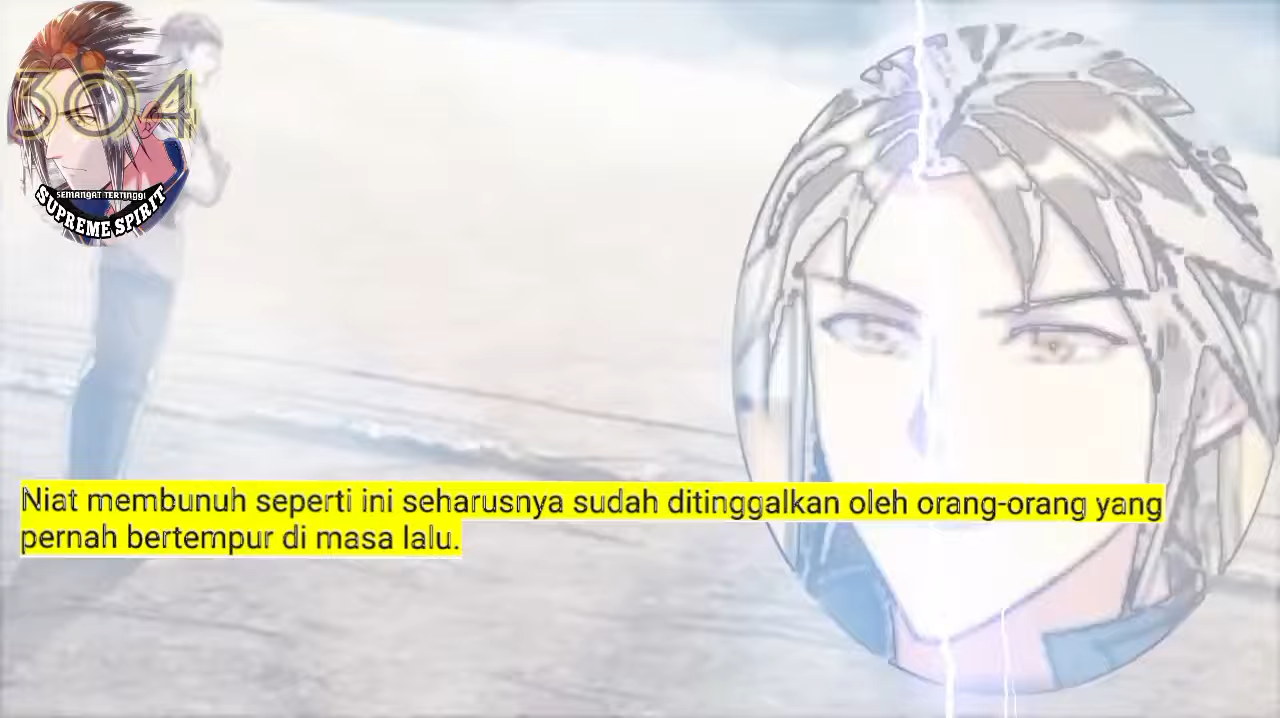 304
SEMANGAT TERTINGGI
SUPREME SPIRIT
Niat membunuh seperti ini seharusnya sudah ditinggalkan oleh orang-orang yang
pernah bertempur di masa lalu.